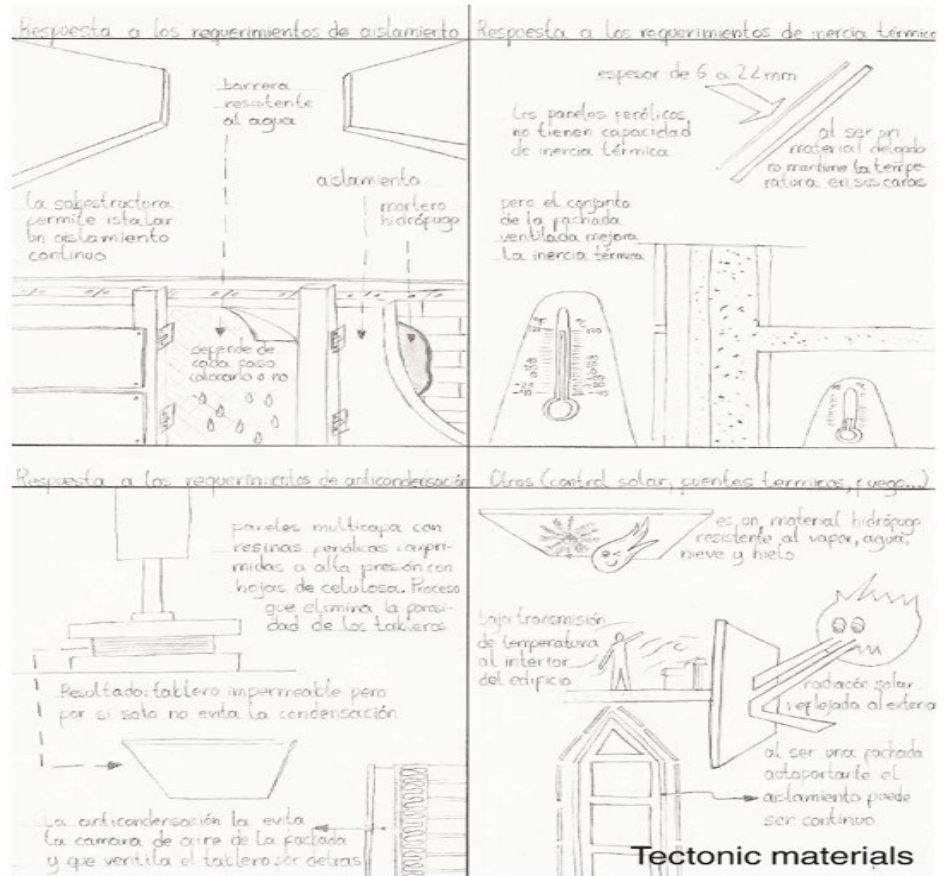 Respuesta a los requerimientos de aislamiento
barrera
resistente
al agua
aislamiento
mortero
hidrófugo
la subestructura
permite istalar
un aislamiento
continuo
depende de
cada caso
colocarlo o no
Respuesta a los requerimientos de inercia térmica
espesor de 6 a 22mm
Los paneles fenólicos
no tienen capacidad
de inercia térmica
al ser un
material delgado
no mantiene la tempe-
ratura en sus caras
pero el conjunto
de la fachada
ventilada mejora
la inercia térmica
Respuesta a los de anticondensación
paneles multicapa con
resinas fenólicas compri-
midas a alta presión con
hojas de celulosa. Proceso
que elimina la porosi-
dad de los tableros
Resultado: tablero impermeable pero
por si solo no evita la condensación
La anticondensación la evita
la camara de aire de la fachada
y que ventila el tablero por detras
Otros (control solar, puentes termicos, fuego...)
es un material hidrófugo
resistente al vapor, agua,
nieve y hielo
baja transmisión
de temperatura
al interior
del edificio
radiación solar
reflejada al exterior
al ser una fachada
autoportante el
aislamiento puede
ser continuo
Tectonic materials